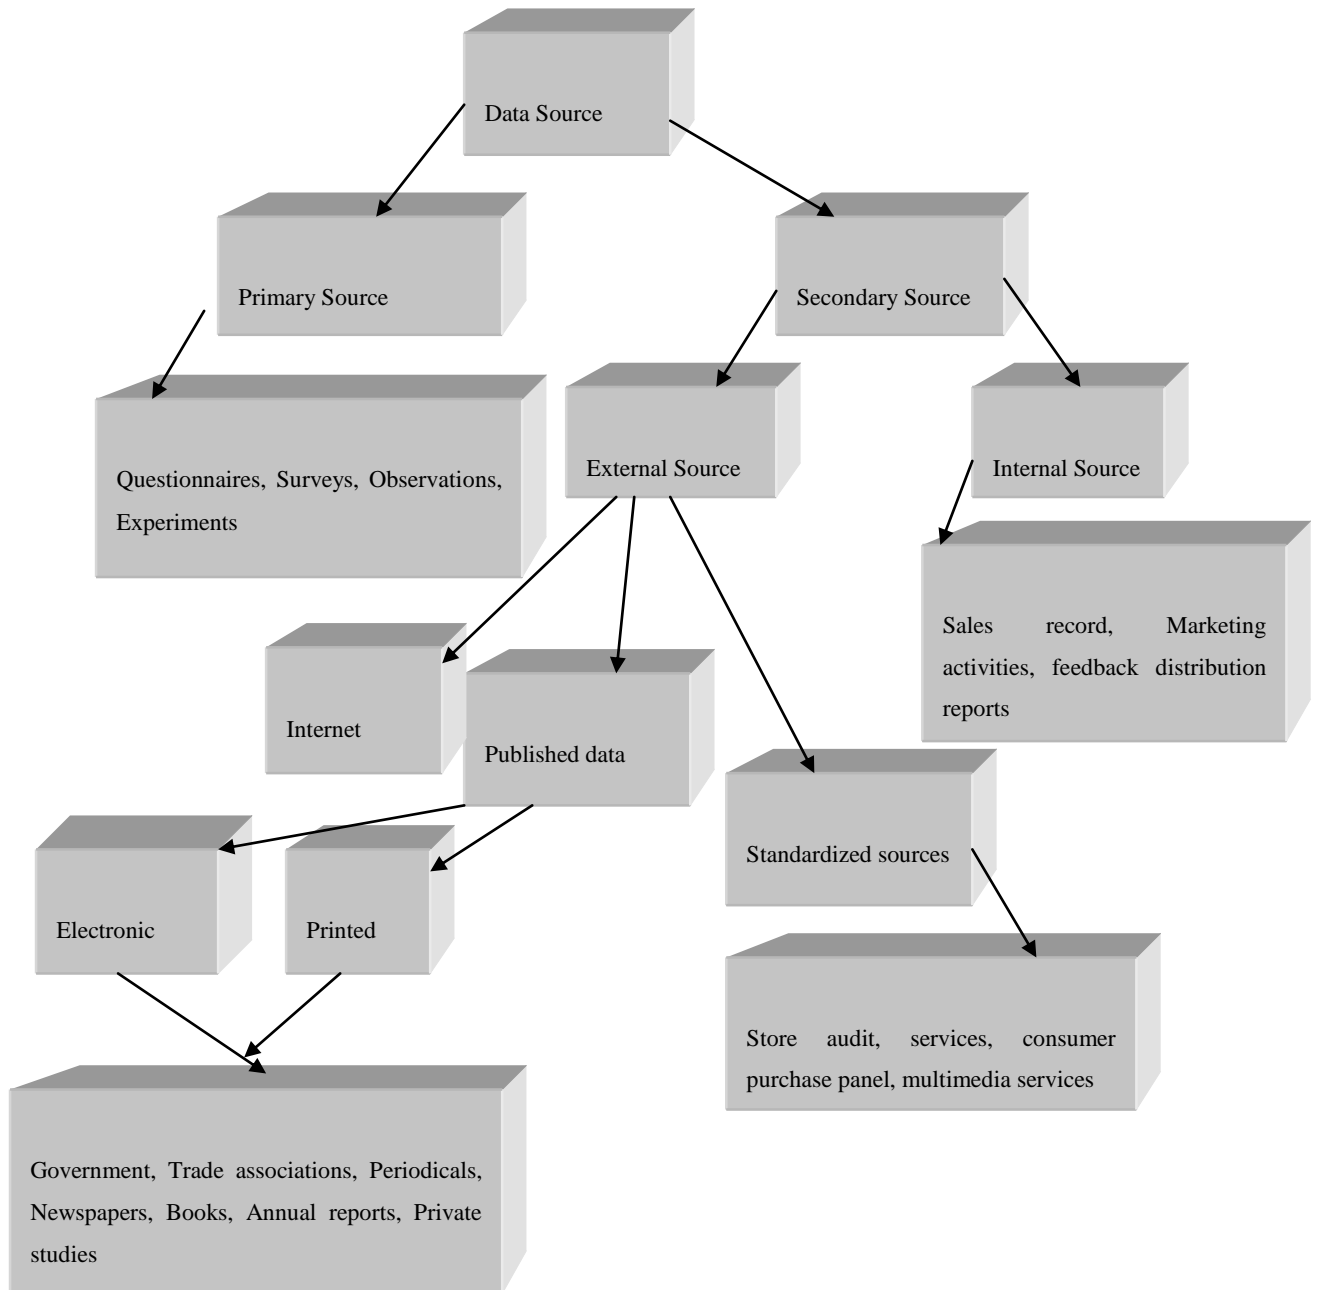 Data Source
Primary Source
Secondary Source
Questionnaires, Surveys, Observations,
Experiments
External Source
Internal Source
Sales record, Marketing
activities, feedback distribution
reports
Internet
Published data
Standardized sources
Electronic
Printed
Store audit, services, consumer
purchase panel, multimedia services
Government, Trade associations, Periodicals,
Newspapers, Books, Annual reports, Private
studies